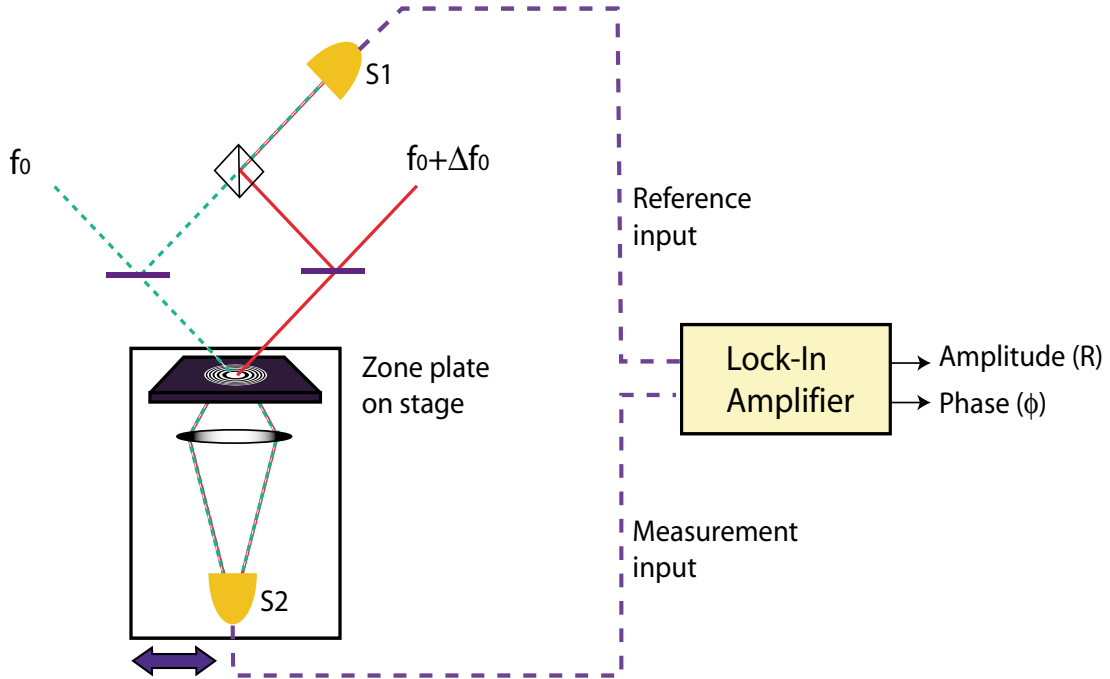 S1
f₀
f₀+Δf₀
Reference
input
Zone plate
on stage
Lock-In
Amplifier
Amplitude (R)
Phase (ϕ)
Measurement
input
S2